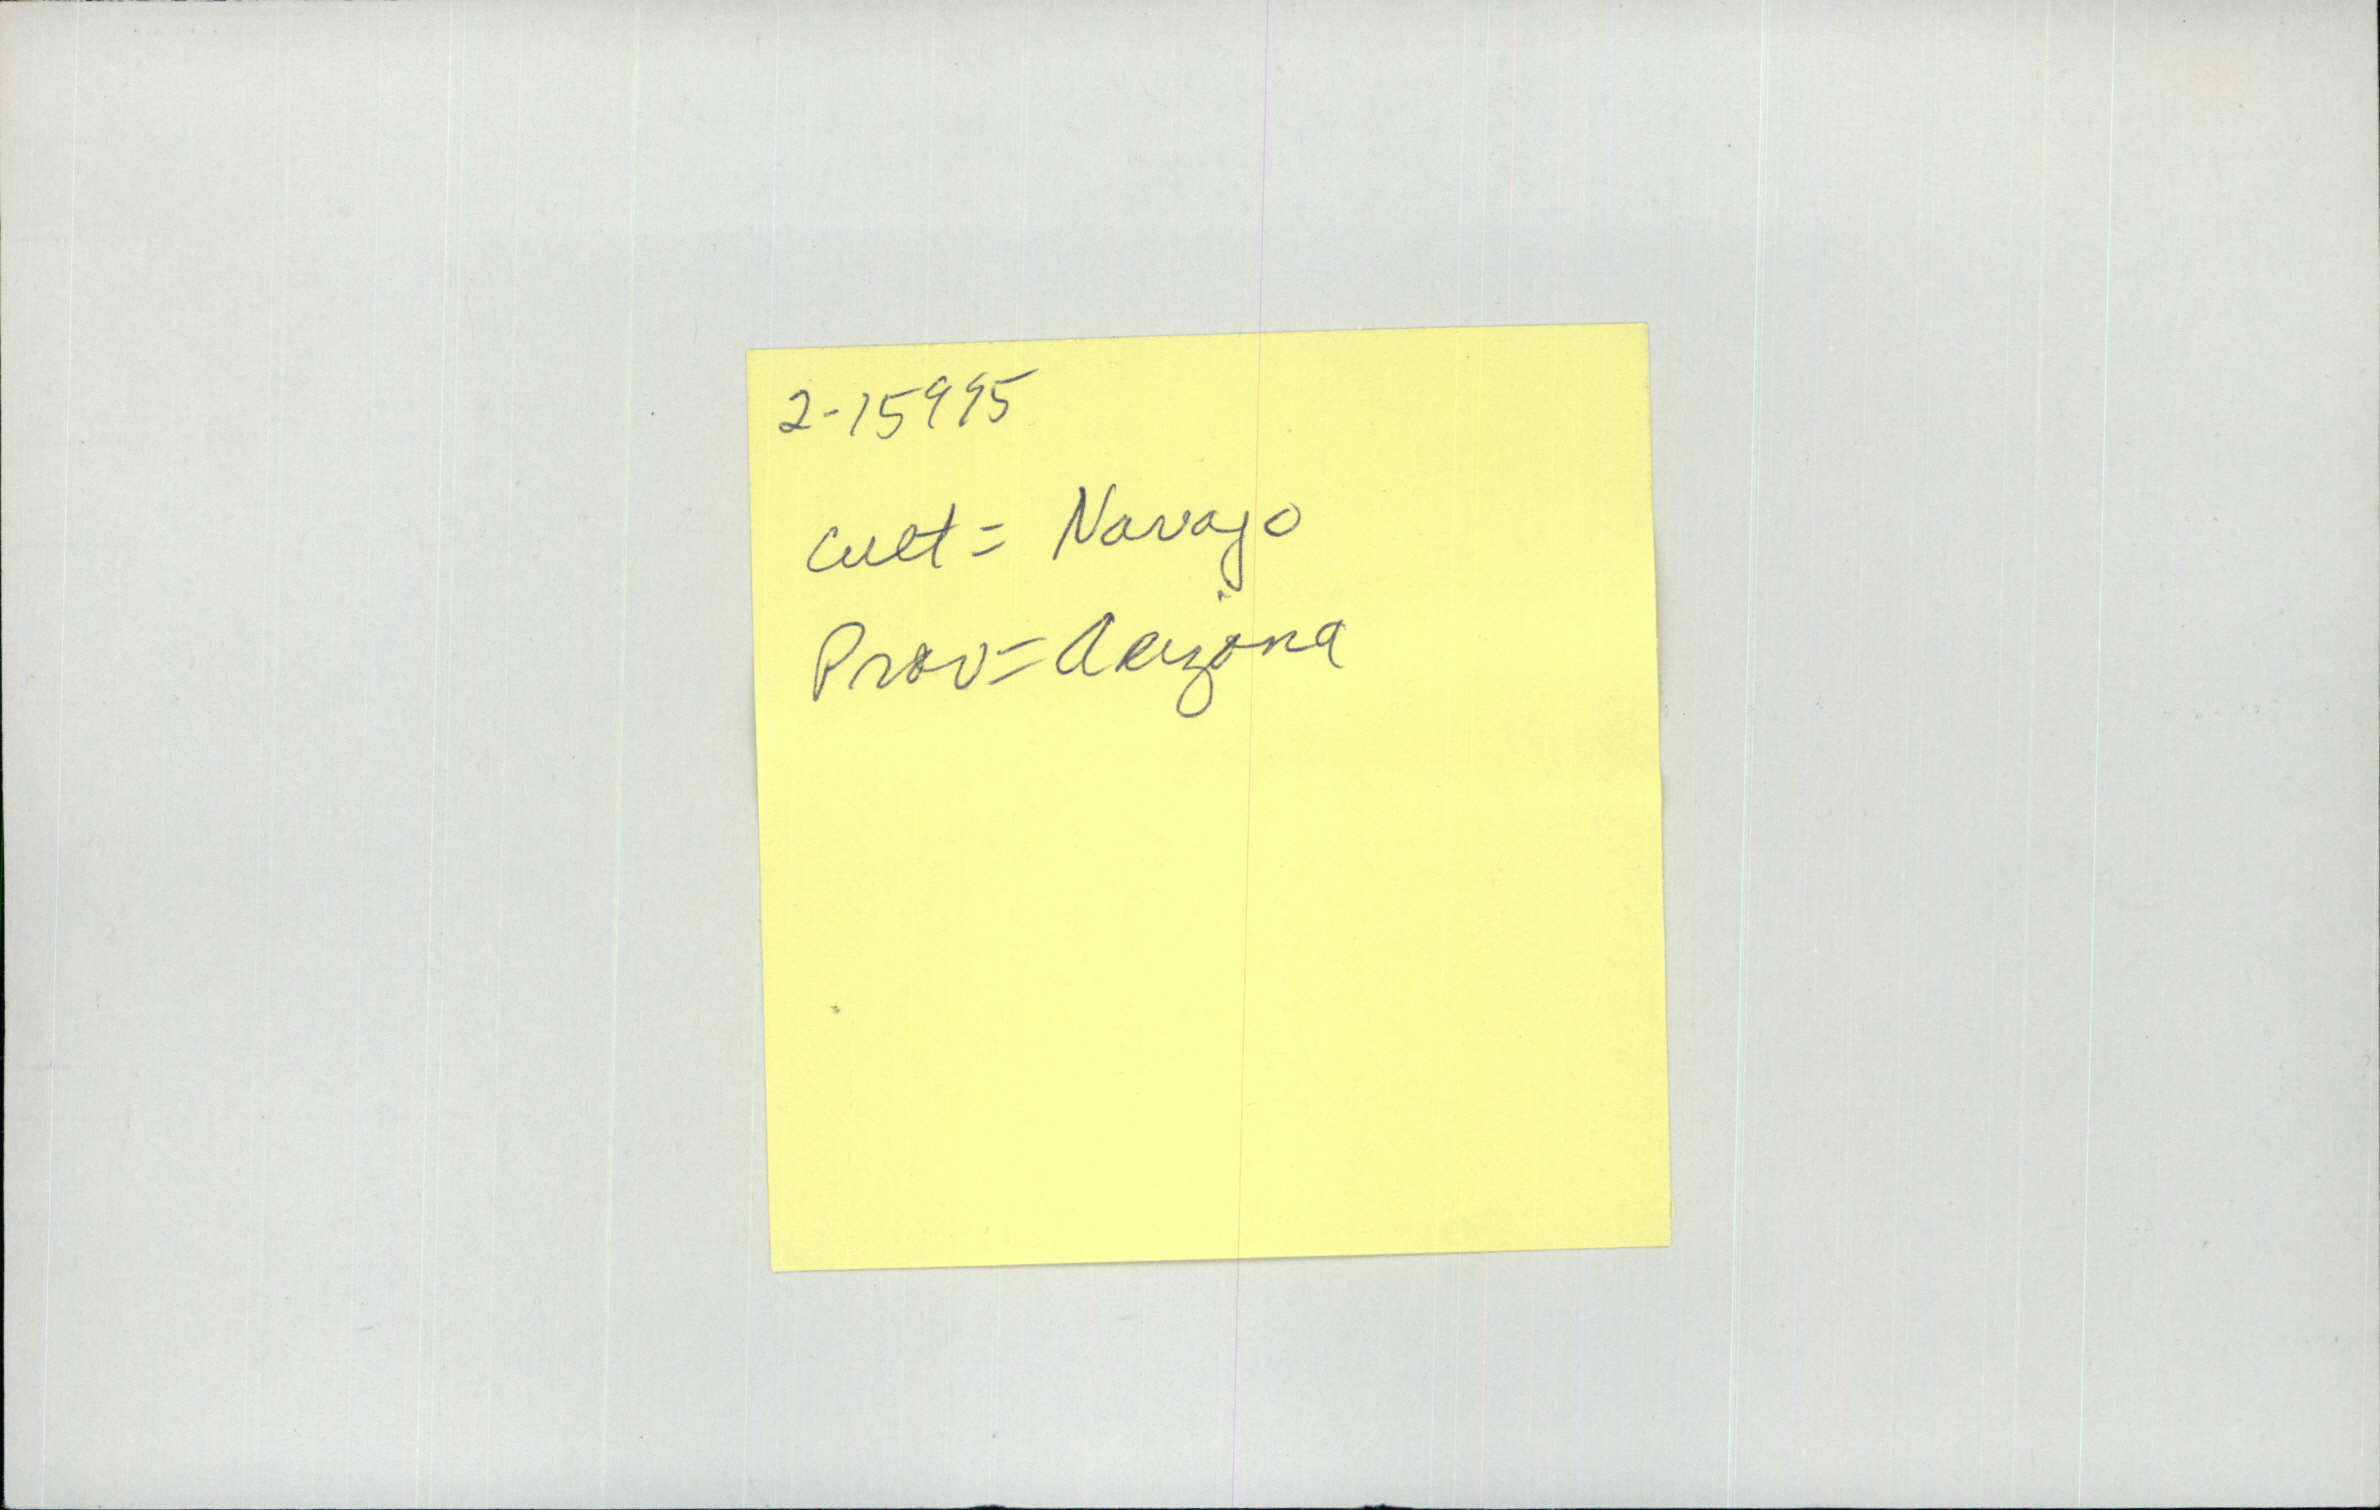 2-15995
Cult = Navajo
Prov = Arizona